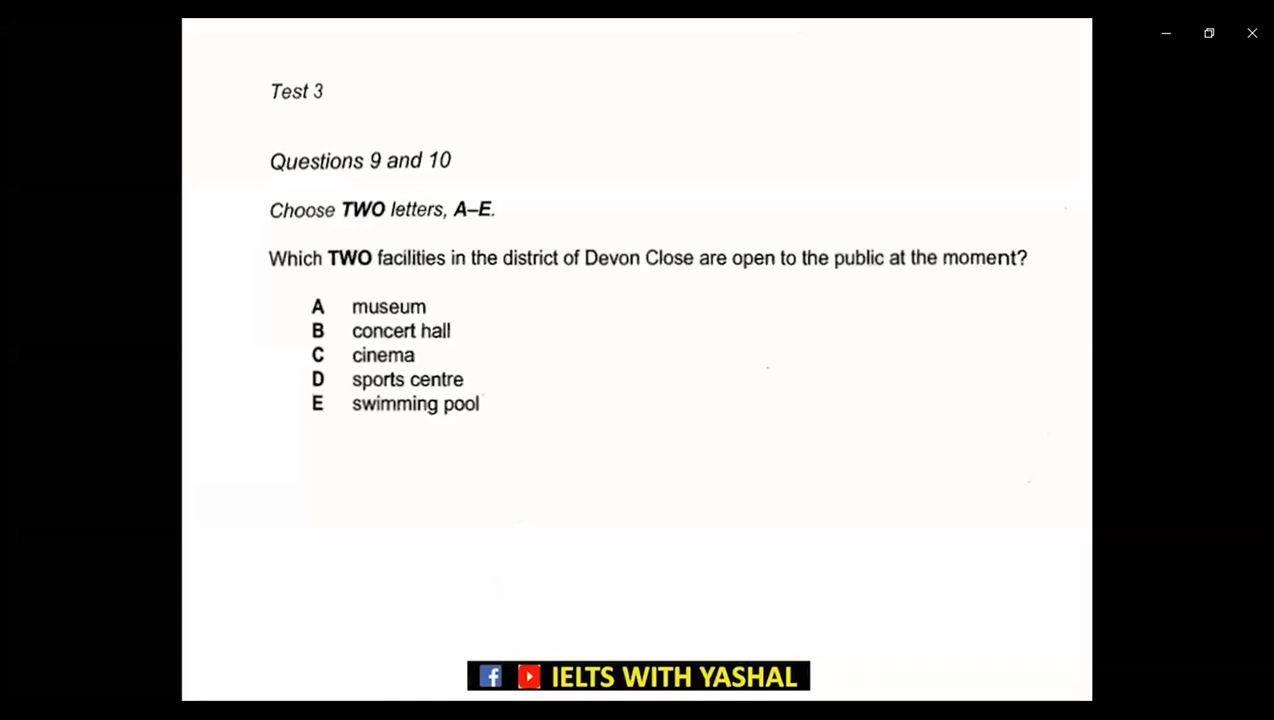 Test 3
Questions 9 and 10
Choose TWO letters, A–E.
Which TWO facilities in the district of Devon Close are open to the public at the moment?
A museum
B concert hall
C cinema
D sports centre
E swimming pool
IELTS WITH YASHAL